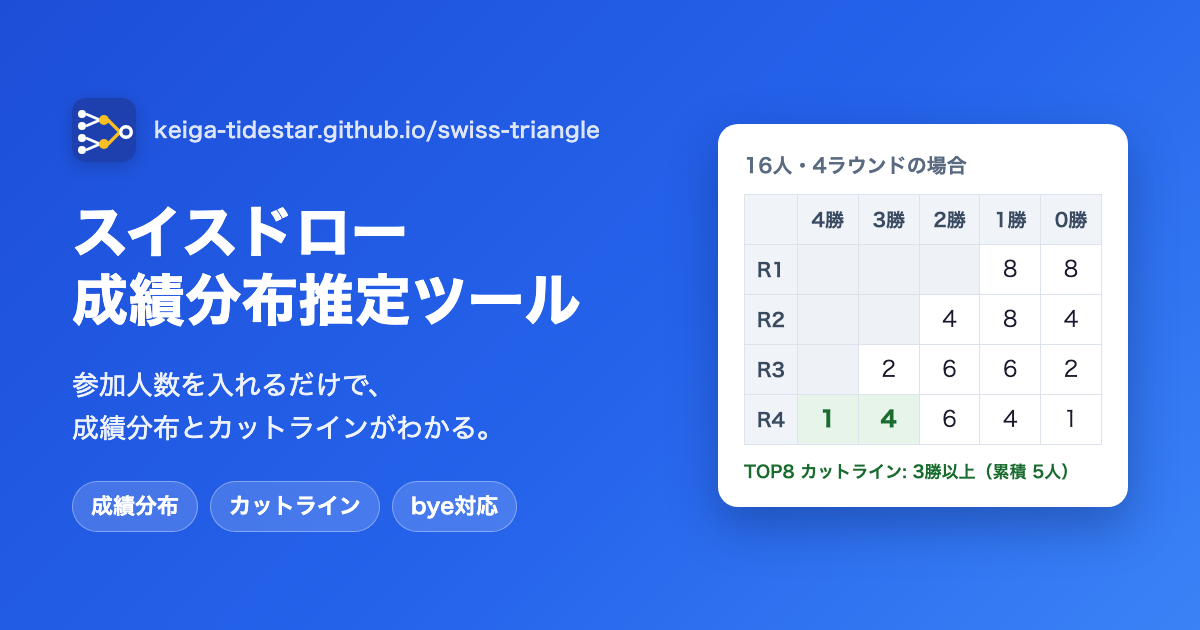 keiga-tidestar.github.io/swiss-triangle
スイスドロー
成績分布推定ツール
参加人数を入れるだけで、
成績分布とカットラインがわかる。
成績分布 カットライン bye対応
16人・4ラウンドの場合
4勝 3勝 2勝 1勝 0勝
R1 8 8
R2 4 8 4
R3 2 6 6 2
R4 1 4 6 4 1
TOP8 カットライン: 3勝以上（累積 5人）